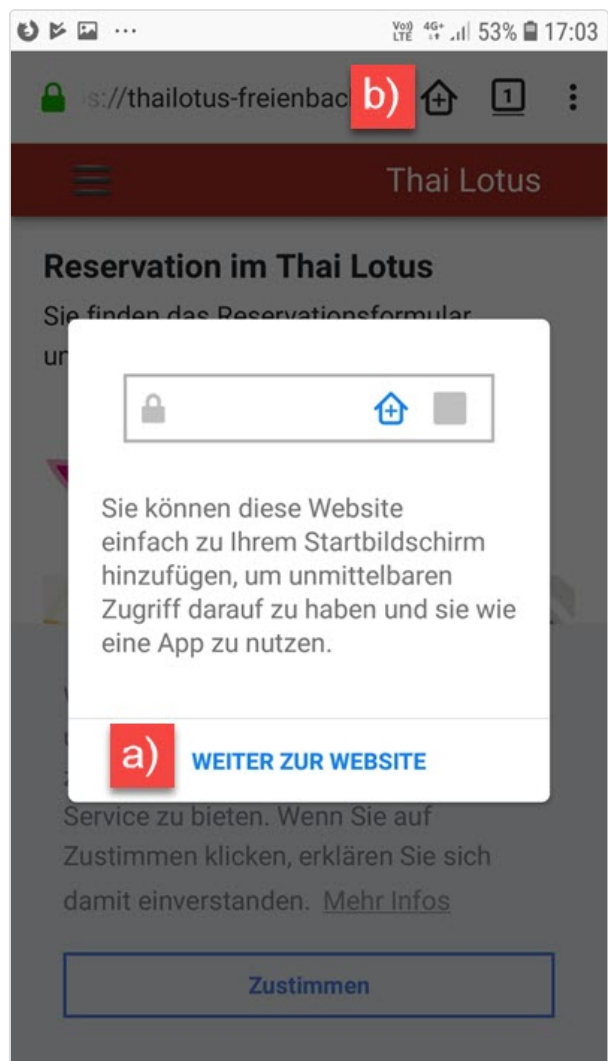 Vo)) LTE 4G+ 53% 17:03
s://thailotus-freienbac b) 1
Thai Lotus
Reservation im Thai Lotus
Sie finden das Reservationsformular
Sie können diese Website
einfach zu Ihrem Startbildschirm
hinzufügen, um unmittelbaren
Zugriff darauf zu haben und sie wie
eine App zu nutzen.
a) WEITER ZUR WEBSITE
Service zu bieten. Wenn Sie auf
Zustimmen klicken, erklären Sie sich
damit einverstanden. Mehr Infos
Zustimmen